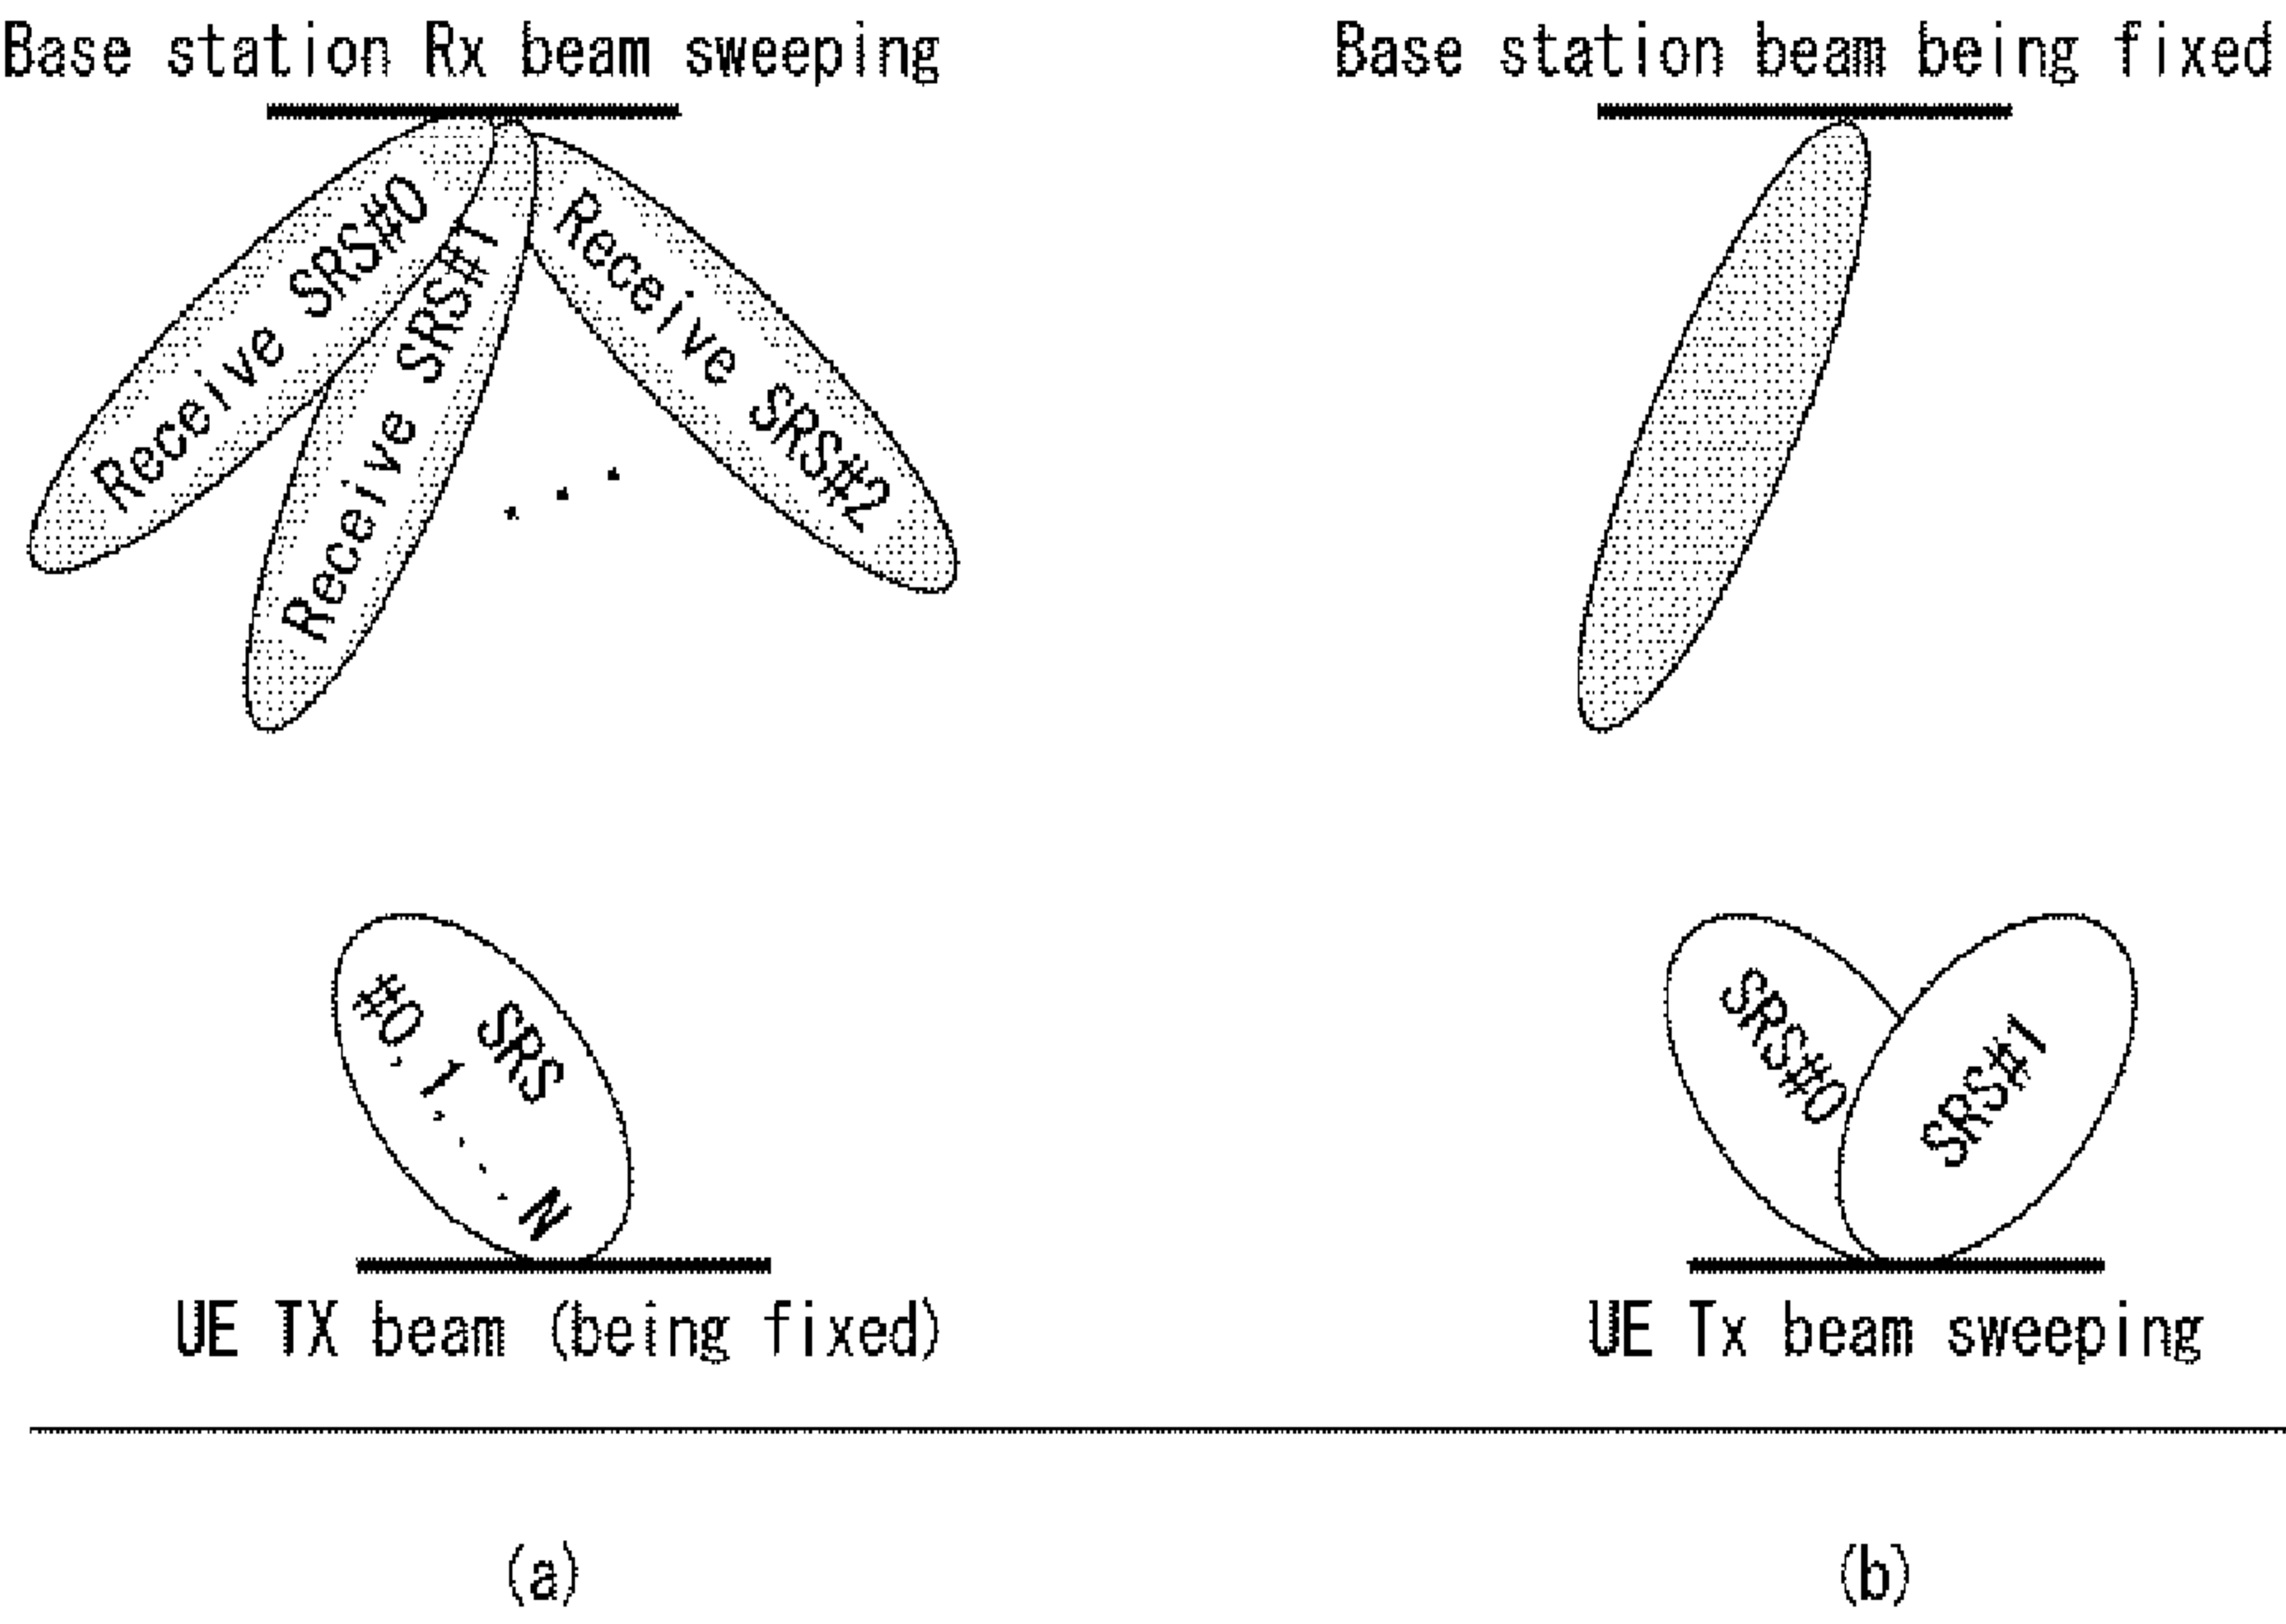 Base station Rx beam sweeping
Receive SRS#0
Receive SRS#1
Receive SRS#2
SRS
#0, 1, ... N
UE TX beam (being fixed)
(a)
Base station beam being fixed
SRS#0
SRS#1
UE Tx beam sweeping
(b)